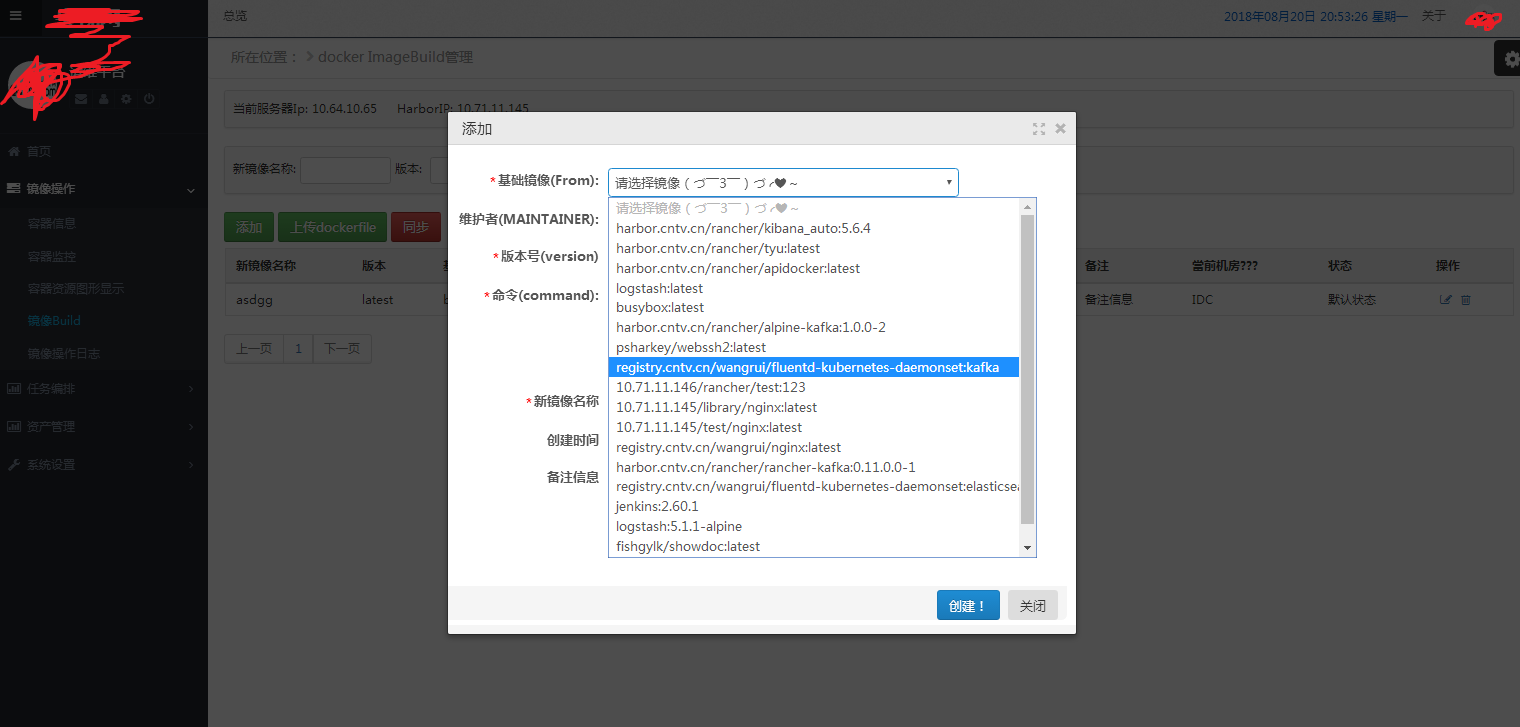 总览
2018年08月20日 20:53:26 星期一 关于
所在位置： docker ImageBuild管理
当前服务器Ip: 10.64.10.65 HarborIP: 10.71.11.145
首页
镜像操作
容器信息
容器监控
容器资源图形显示
镜像Build
镜像操作日志
任务编排
资产管理
系统设置
新镜像名称: 版本:
添加 上传dockerfile 同步
新镜像名称 版本 备注 當前机房??? 状态 操作
asdgg latest 备注信息 IDC 默认状态
上一页 1 下一页
添加
*基础镜像(From): 请选择镜像（づ￣3￣）づ╭❤～
维护者(MAINTAINER):
*版本号(version)
*命令(command):
*新镜像名称
创建时间
备注信息
请选择镜像（づ￣3￣）づ╭❤～
harbor.cntv.cn/rancher/kibana_auto:5.6.4
harbor.cntv.cn/rancher/tyu:latest
harbor.cntv.cn/rancher/apidocker:latest
logstash:latest
busybox:latest
harbor.cntv.cn/rancher/alpine-kafka:1.0.0-2
psharkey/webssh2:latest
registry.cntv.cn/wangrui/fluentd-kubernetes-daemonset:kafka
10.71.11.146/rancher/test:123
10.71.11.145/library/nginx:latest
10.71.11.145/test/nginx:latest
registry.cntv.cn/wangrui/nginx:latest
harbor.cntv.cn/rancher/rancher-kafka:0.11.0.0-1
registry.cntv.cn/wangrui/fluentd-kubernetes-daemonset:elasticsea
jenkins:2.60.1
logstash:5.1.1-alpine
fishgylk/showdoc:latest
创建！ 关闭